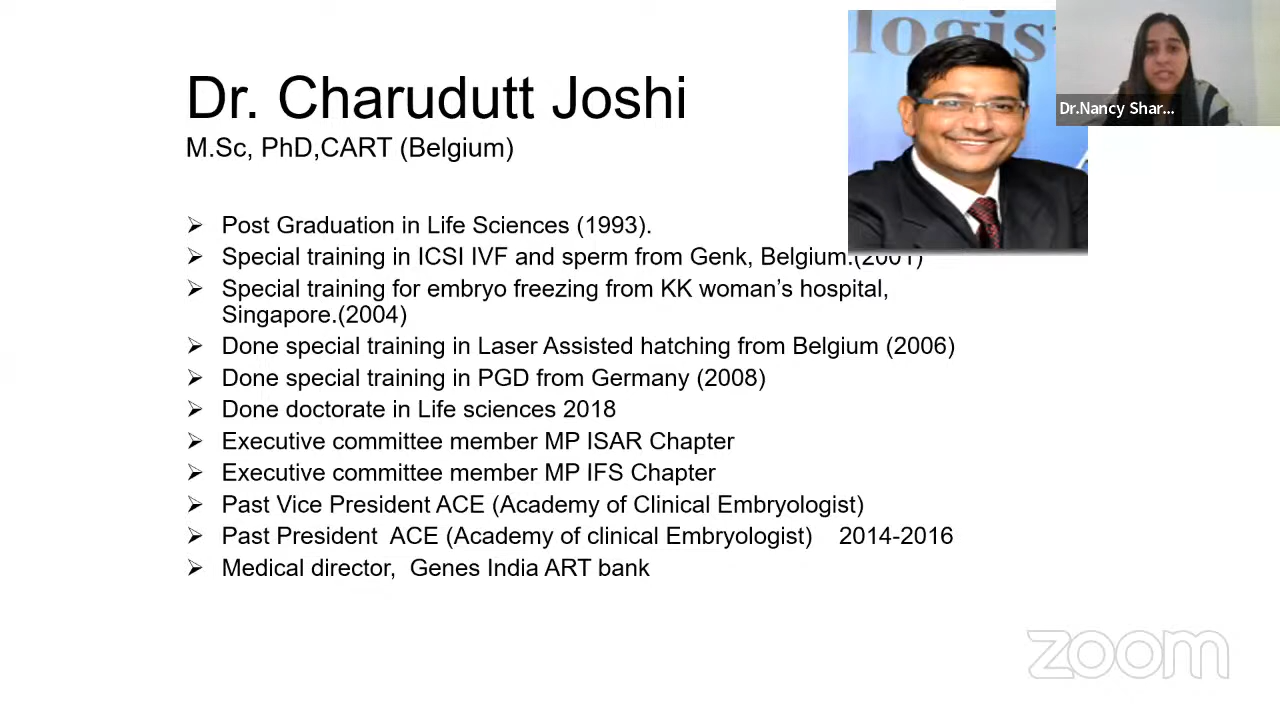 logist
Dr.Nancy Shar...
Dr. Charudutt Joshi
M.Sc, PhD,CART (Belgium)
➢ Post Graduation in Life Sciences (1993).
➢ Special training in ICSI IVF and sperm from Genk, Belgium.(2001)
➢ Special training for embryo freezing from KK woman’s hospital,
Singapore.(2004)
➢ Done special training in Laser Assisted hatching from Belgium (2006)
➢ Done special training in PGD from Germany (2008)
➢ Done doctorate in Life sciences 2018
➢ Executive committee member MP ISAR Chapter
➢ Executive committee member MP IFS Chapter
➢ Past Vice President ACE (Academy of Clinical Embryologist)
➢ Past President ACE (Academy of clinical Embryologist) 2014-2016
➢ Medical director, Genes India ART bank
zoom